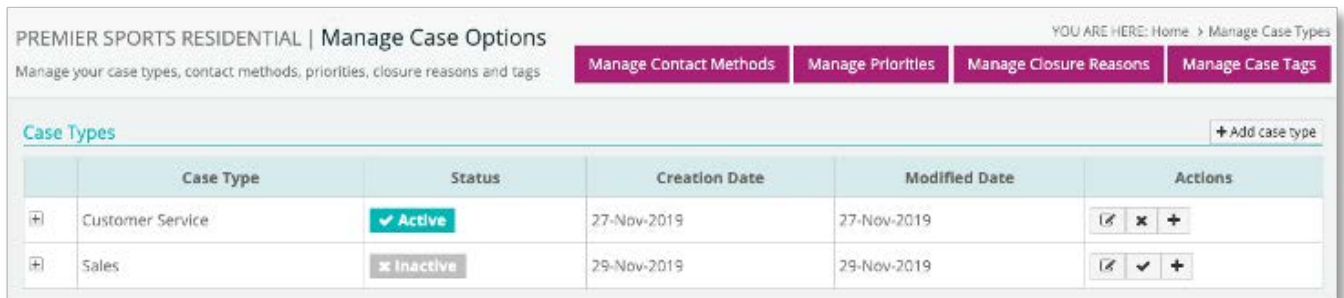 PREMIER SPORTS RESIDENTIAL | Manage Case Options
YOU ARE HERE: Home > Manage Case Types
Manage your case types, contact methods, priorities, closure reasons and tags
Manage Contact Methods Manage Priorities Manage Closure Reasons Manage Case Tags
Case Types + Add case type
Case Type Status Creation Date Modified Date Actions
Customer Service ✔ Active 27-Nov-2019 27-Nov-2019
Sales ✖ Inactive 29-Nov-2019 29-Nov-2019